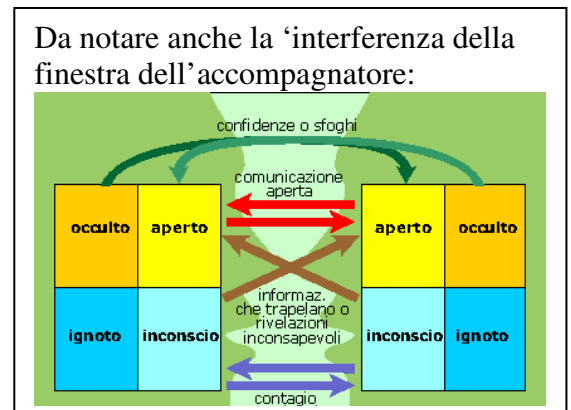 Da notare anche la ‘interferenza della
finestra dell’accompagnatore:
confidenze o sfoghi
comunicazione
aperta
occulto aperto aperto occulto
informaz.
che trapelano o
rivelazioni
inconsapevoli
ignoto inconscio inconscio ignoto
contagio